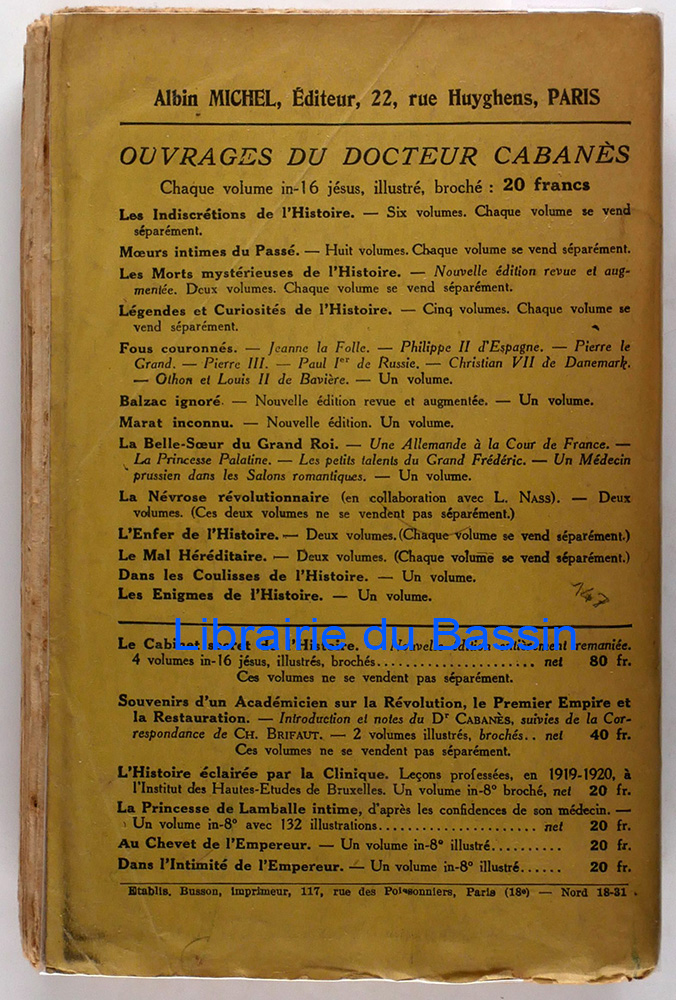 Albin MICHEL, Éditeur, 22, rue Huyghens, PARIS
OUVRAGES DU DOCTEUR CABANÈS
Chaque volume in-16 jésus, illustré, broché : 20 francs
Les Indiscrétions de l'Histoire. — Six volumes. Chaque volume se vend
séparément.
Mœurs intimes du Passé. — Huit volumes. Chaque volume se vend séparément.
Les Morts mystérieuses de l'Histoire. — Nouvelle édition revue et aug-
mentée. Deux volumes. Chaque volume se vend séparément.
Légendes et Curiosités de l'Histoire. — Cinq volumes. Chaque volume se
vend séparément.
Fous couronnés. — Jeanne la Folle. — Philippe II d'Espagne. — Pierre le
Grand. — Pierre III. — Paul Ier de Russie. — Christian VII de Danemark.
— Othon et Louis II de Bavière. — Un volume.
Balzac ignoré. — Nouvelle édition revue et augmentée. — Un volume.
Marat inconnu. — Nouvelle édition. Un volume.
La Belle-Sœur du Grand Roi. — Une Allemande à la Cour de France. —
La Princesse Palatine. — Les petits talents du Grand Frédéric. — Un Médecin
prussien dans les Salons romantiques. — Un volume.
La Névrose révolutionnaire (en collaboration avec L. NASS). — Deux
volumes. (Ces deux volumes ne se vendent pas séparément.)
L'Enfer de l'Histoire. — Deux volumes. (Chaque volume se vend séparément.)
Le Mal Héréditaire. — Deux volumes. (Chaque volume se vend séparément.)
Dans les Coulisses de l'Histoire. — Un volume.
Les Enigmes de l'Histoire. — Un volume.
147
Librairie du Bassin
Le Cabinet secret de l'Histoire. — Nouvelle édition entièrement remaniée.
4 volumes in-16 jésus, illustrés, brochés...................... net 80 fr.
Ces volumes ne se vendent pas séparément.
Souvenirs d'un Académicien sur la Révolution, le Premier Empire et
la Restauration. — Introduction et notes du Dr CABANÈS, suivies de la Cor-
respondance de CH. BRIFAUT. — 2 volumes illustrés, brochés.. net 40 fr.
Ces volumes ne se vendent pas séparément.
L'Histoire éclairée par la Clinique. Leçons professées, en 1919-1920, à
l'Institut des Hautes-Etudes de Bruxelles. Un volume in-8° broché, net 20 fr.
La Princesse de Lamballe intime, d'après les confidences de son médecin. —
Un volume in-8° avec 132 illustrations...................... net 20 fr.
Au Chevet de l'Empereur. — Un volume in-8° illustré.......... 20 fr.
Dans l'Intimité de l'Empereur. — Un volume in-8° illustré...... 20 fr.
Etablis. Busson, imprimeur, 117, rue des Poissonniers, Paris (18e) — Nord 18-31